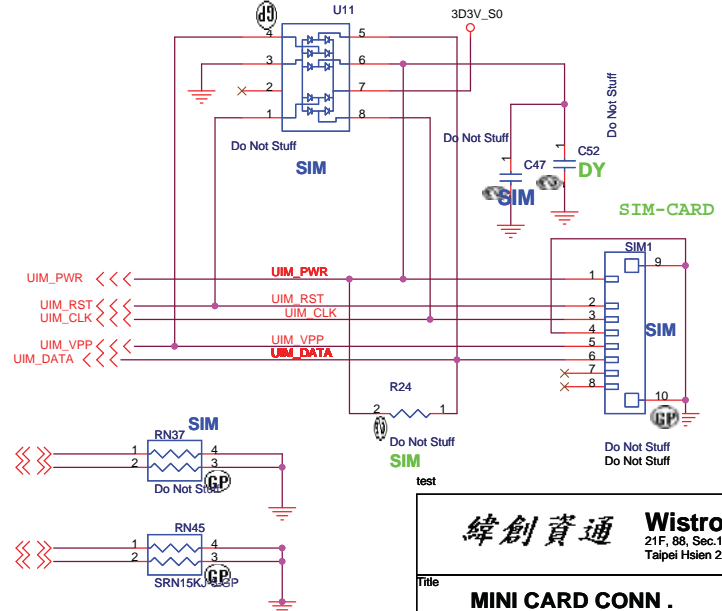 U11
3D3V_S0
4
5
3
6
2
7
1
8
Do Not Stuff
SIM
Do Not Stuff
Do Not Stuff
1
C47
SIM
1
C52
DY
SIM-CARD
SIM1
9
UIM_PWR
UIM_PWR
1
UIM_RST
UIM_RST
2
UIM_CLK
UIM_CLK
3
4
SIM
UIM_VPP
UIM_VPP
5
UIM_DATA
UIM_DATA
6
7
8
10
GP
R24
2
1
Do Not Stuff
SIM
Do Not Stuff
Do Not Stuff
SIM
RN37
1
4
2
3
GP
RN45
1
4
2
3
GP
test
緯創資通
Wistro
21F, 88, Sec.1
Taipei Hsien 2
Title
MINI CARD CONN .